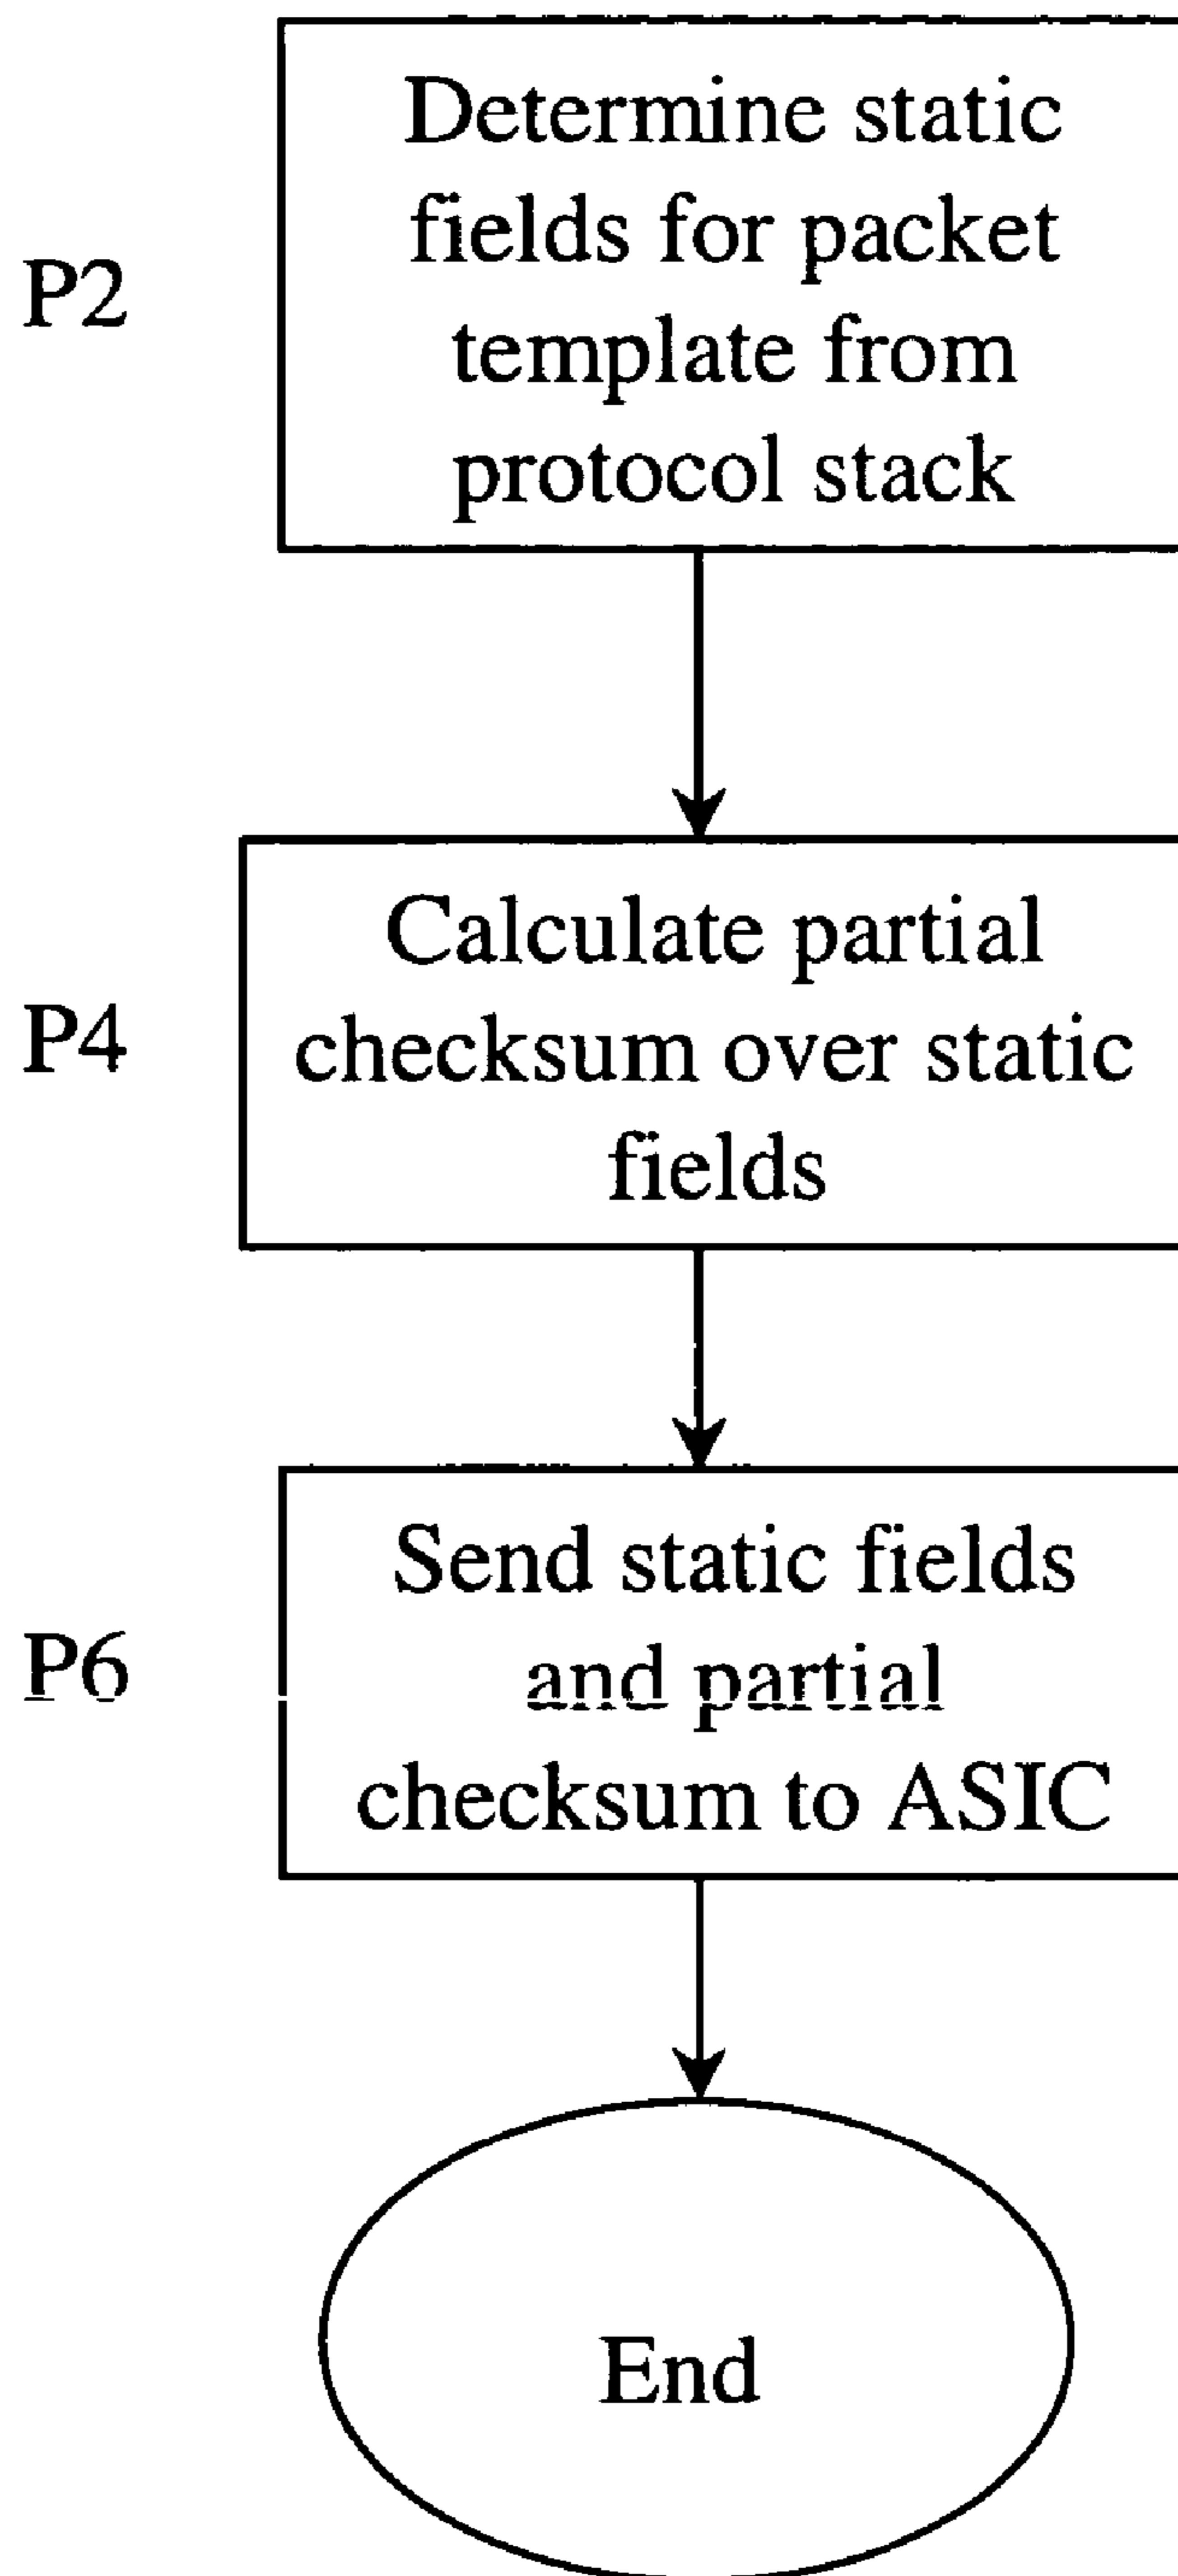 Determine static
fields for packet
P2
template from
protocol stack
Calculate partial
P4
checksum over static
fields
Send static fields
P6
and partial
checksum to ASIC
End